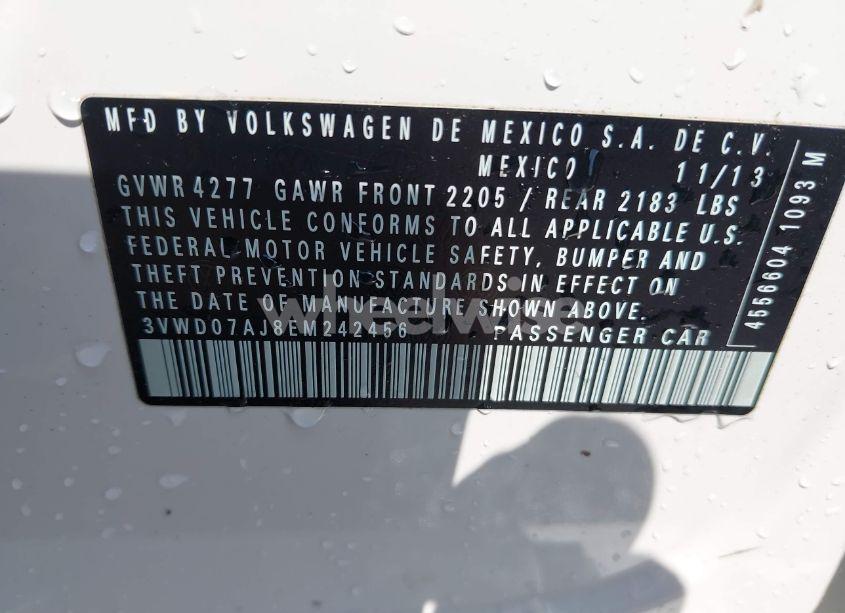 MFD BY VOLKSWAGEN DE MEXICO S.A. DE C.V.
MEXICO 11/13
GVWR 4277 GAWR FRONT 2205 / REAR 2183 LBS
THIS VEHICLE CONFORMS TO ALL APPLICABLE U.S.
FEDERAL MOTOR VEHICLE SAFETY, BUMPER AND
THEFT PREVENTION STANDARDS IN EFFECT ON
THE DATE OF MANUFACTURE SHOWN ABOVE.
3VWD07AJ8EM242456 PASSENGER CAR
4556604 1093 M
wheelwise